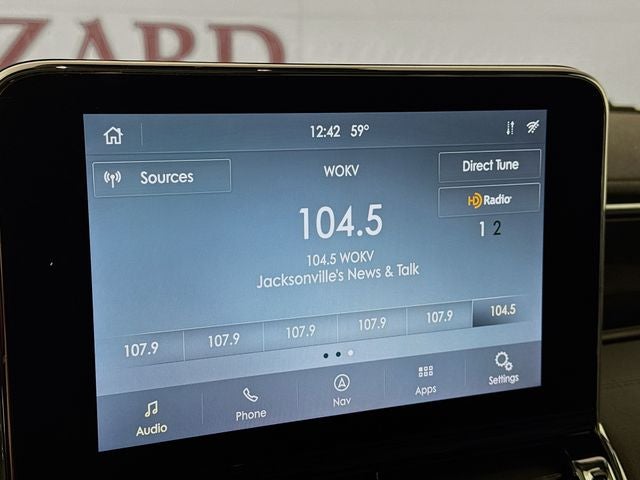 ZARD
12:42 59°
Sources
WOKV
Direct Tune
HD Radio
104.5
1 2
104.5 WOKV
Jacksonville's News & Talk
107.9 107.9 107.9 107.9 107.9 104.5
Audio Phone Nav Apps Settings